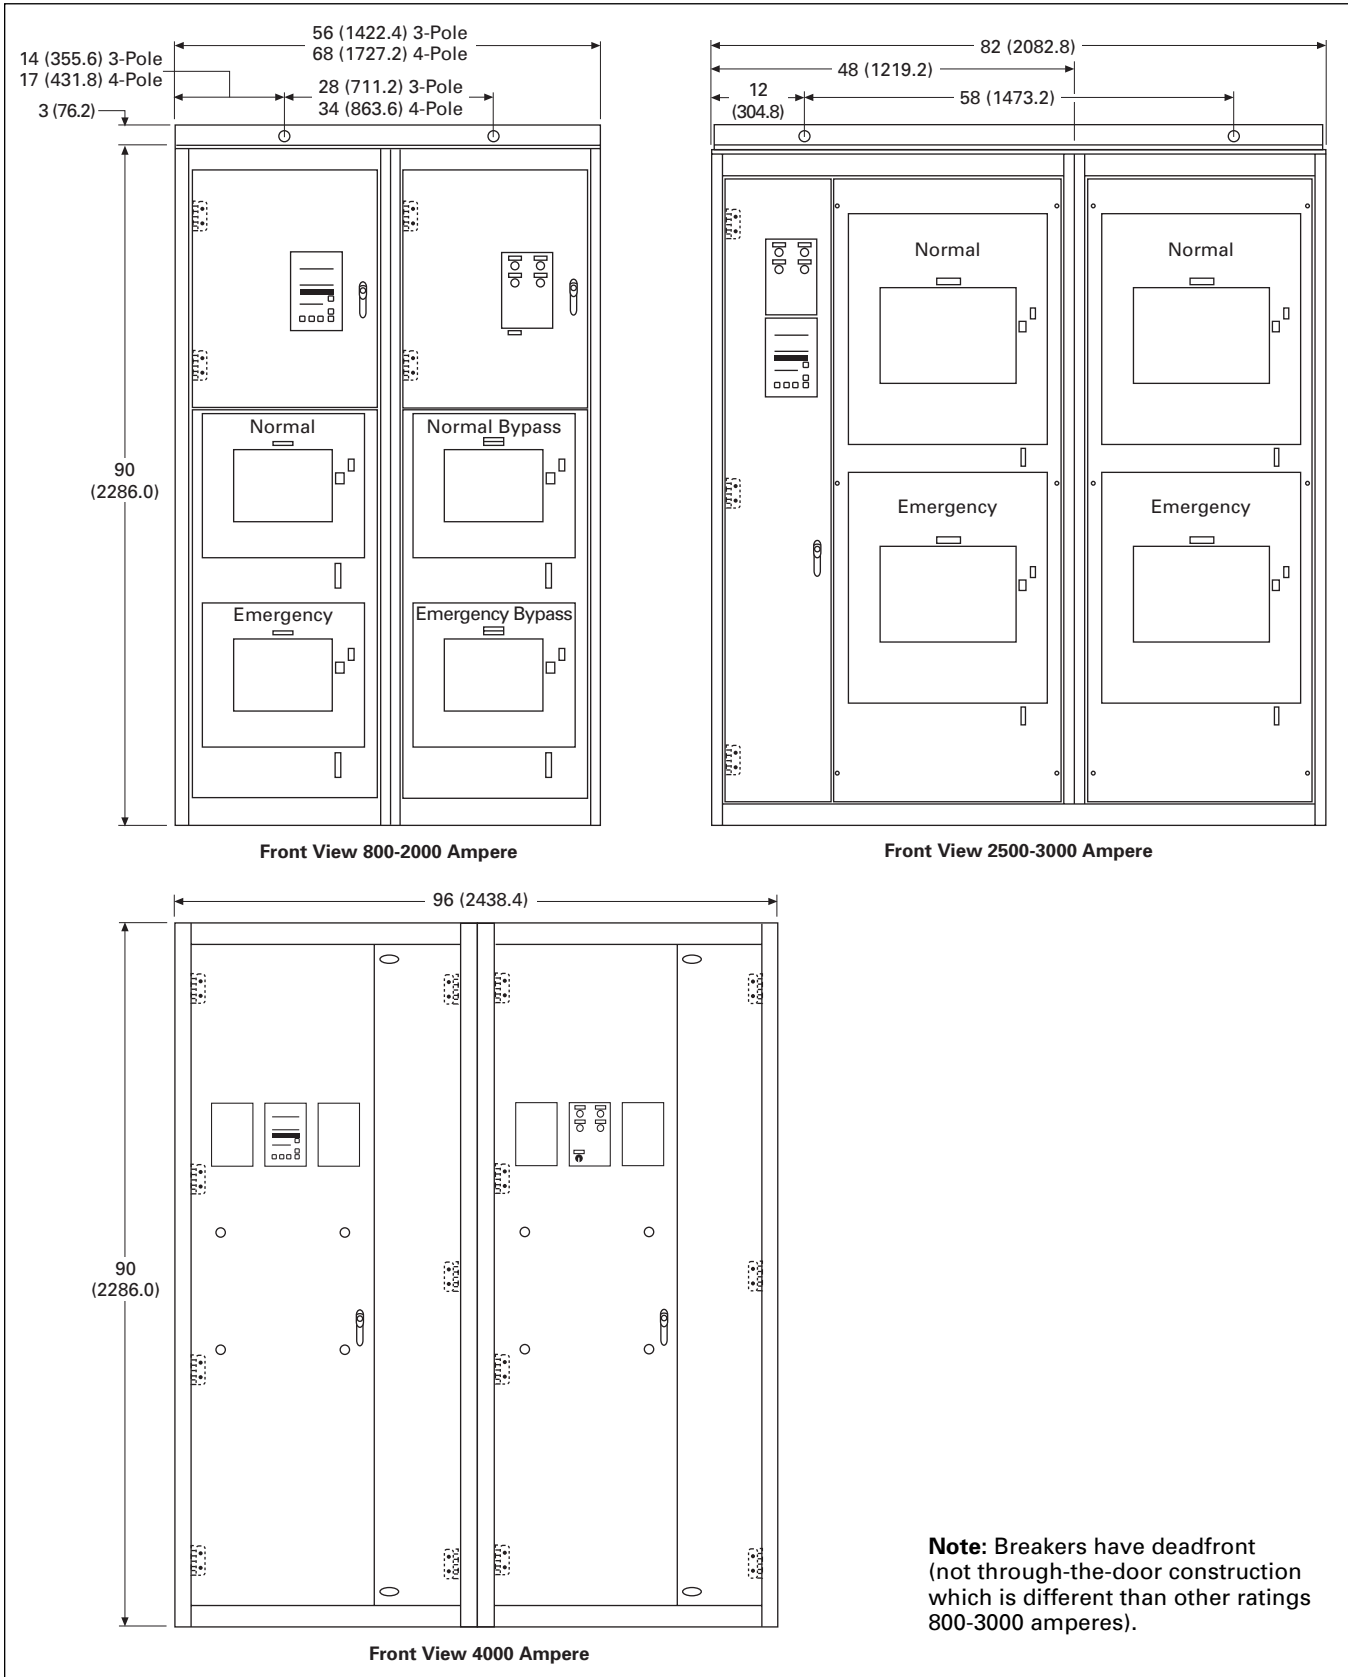 56 (1422.4) 3-Pole
68 (1727.2) 4-Pole
14 (355.6) 3-Pole
17 (431.8) 4-Pole
28 (711.2) 3-Pole
34 (863.6) 4-Pole
3 (76.2)
90
(2286.0)
Normal
Normal Bypass
Emergency
Emergency Bypass
Front View 800-2000 Ampere
82 (2082.8)
48 (1219.2)
12
(304.8)
58 (1473.2)
Normal
Normal
Emergency
Emergency
Front View 2500-3000 Ampere
96 (2438.4)
90
(2286.0)
Front View 4000 Ampere
Note: Breakers have deadfront
(not through-the-door construction
which is different than other ratings
800-3000 amperes).